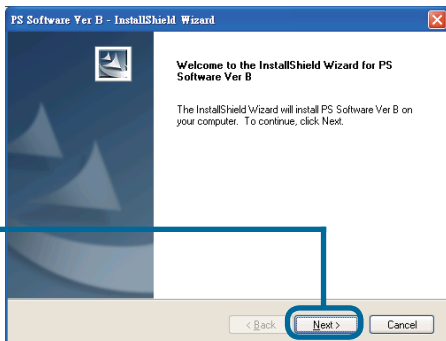 PS Software Ver B - InstallShield Wizard
Welcome to the InstallShield Wizard for PS
Software Ver B
The InstallShield Wizard will install PS Software Ver B on
your computer. To continue, click Next.
< Back
Next >
Cancel